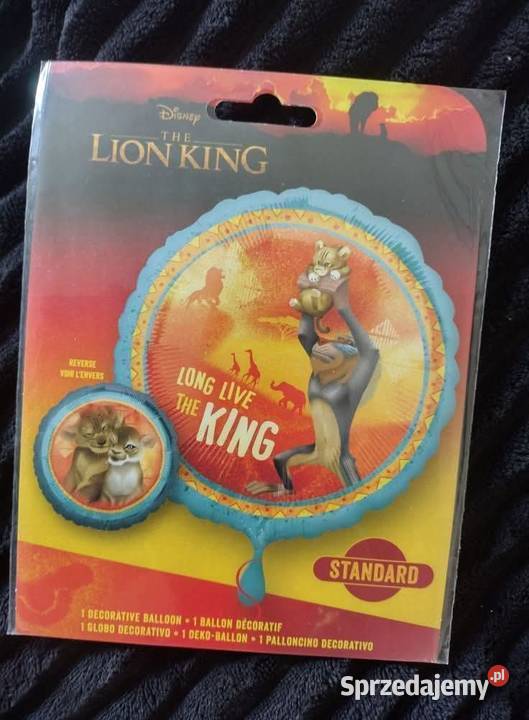 Disney
THE
LION KING
REVERSE
VOIR L'ENVERS
LONG LIVE
THE KING
STANDARD
1 DECORATIVE BALLOON • 1 BALLON DÉCORATIF
1 GLOBO DECORATIVO • 1 DEKO-BALLON • 1 PALLONCINO DECORATIVO
Sprzedajemy.pl